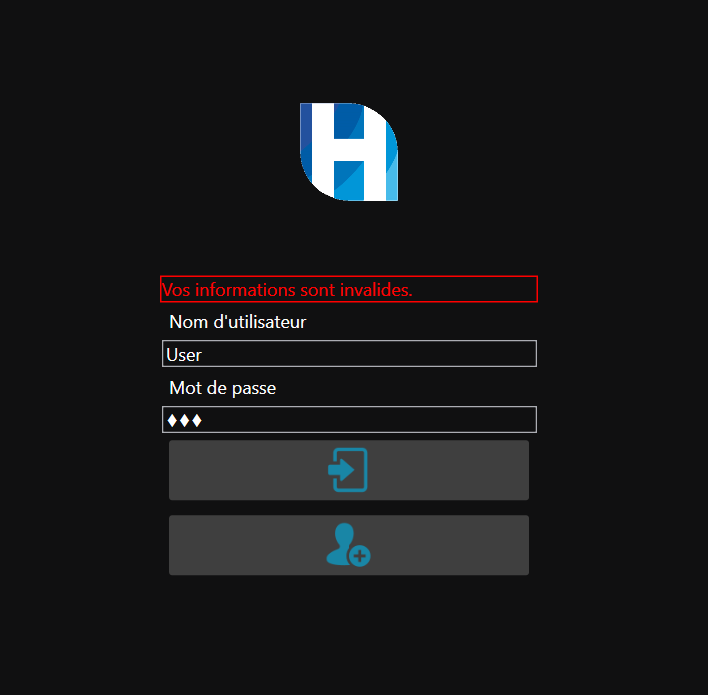 H
Vos informations sont invalides.
Nom d'utilisateur
User
Mot de passe
♦♦♦